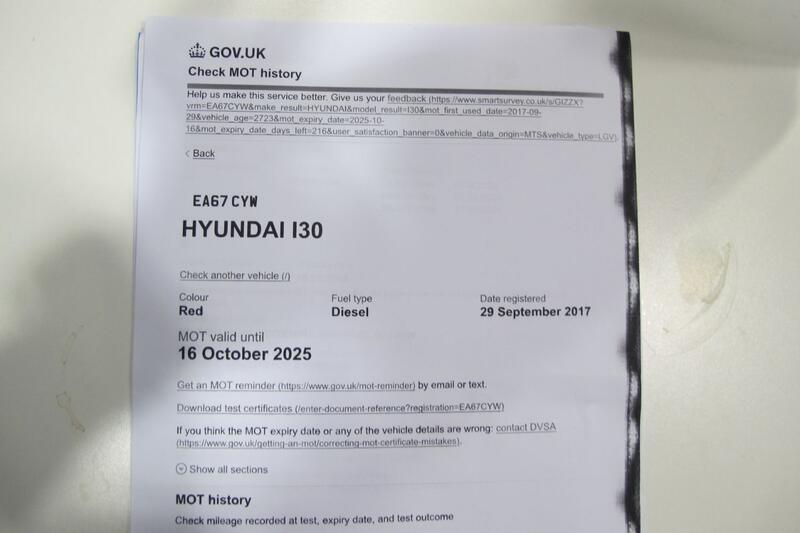 GOV.UK
Check MOT history
Help us make this service better. Give us your feedback (https://www.smartsurvey.co.uk/s/GIZZX?
vrm=EA67CYW&make_result=HYUNDAI&model_result=I30&mot_first_used_date=2017-09-
29&vehicle_age=2723&mot_expiry_date=2025-10-
16&mot_expiry_date_days_left=216&user_satisfaction_banner=0&vehicle_data_origin=MTS&vehicle_type=LGV)
Back
EA67 CYW
HYUNDAI I30
Check another vehicle (/)
Colour Fuel type Date registered
Red Diesel 29 September 2017
MOT valid until
16 October 2025
Get an MOT reminder (https://www.gov.uk/mot-reminder) by email or text.
Download test certificates (/enter-document-reference?registration=EA67CYW)
If you think the MOT expiry date or any of the vehicle details are wrong: contact DVSA
(https://www.gov.uk/getting-an-mot/correcting-mot-certificate-mistakes).
Show all sections
MOT history
Check mileage recorded at test, expiry date, and test outcome